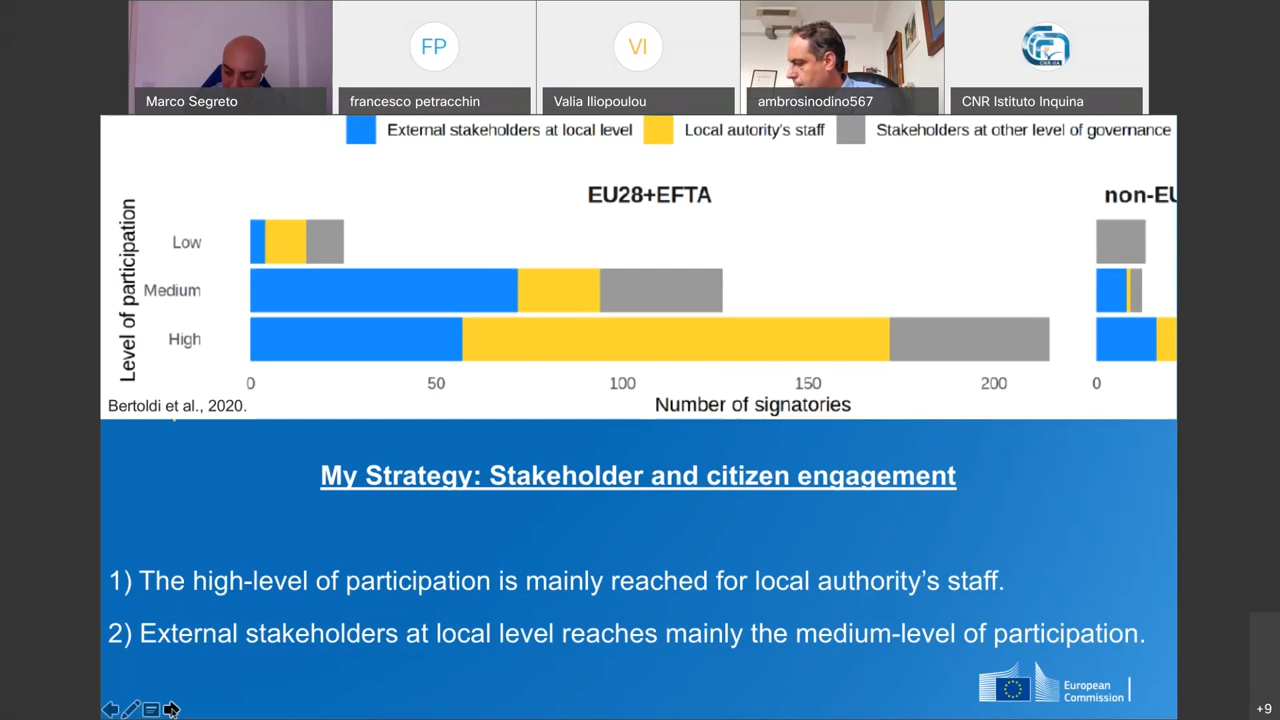 FP
VI
CNR-IIA
Marco Segreto
francesco petracchin
Valia Iliopoulou
ambrosinodino567
CNR Istituto Inquina
External stakeholders at local level
Local autority's staff
Stakeholders at other level of governance
EU28+EFTA
non-EU
Level of participation
Low
Medium
High
0
50
100
150
200
0
Number of signatories
Bertoldi et al., 2020.
My Strategy: Stakeholder and citizen engagement
1) The high-level of participation is mainly reached for local authority's staff.
2) External stakeholders at local level reaches mainly the medium-level of participation.
European
Commission
+9